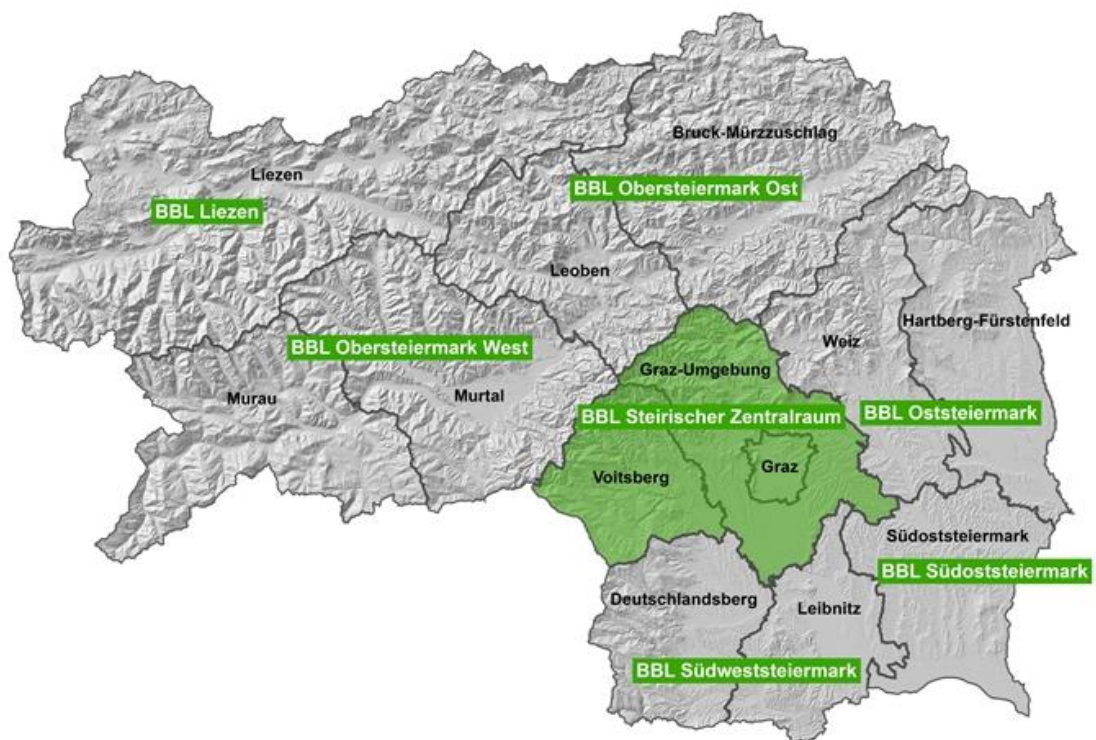 Bruck-Mürzzuschlag
Liezen
BBL Obersteiermark Ost
BBL Liezen
Leoben
Hartberg-Fürstenfeld
Weiz
BBL Obersteiermark West
Graz-Umgebung
Murau
Murtal
BBL Steirischer Zentralraum
BBL Oststeiermark
Graz
Voitsberg
Südoststeiermark
BBL Südoststeiermark
Deutschlandsberg
Leibnitz
BBL Südweststeiermark